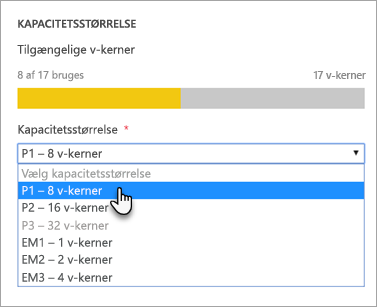 KAPACITETSSTØRRELSE
Tilgængelige v-kerner
8 af 17 bruges 17 v-kerner
Kapacitetsstørrelse *
P1 – 8 v-kerner
Vælg kapacitetsstørrelse
P1 – 8 v-kerner
P2 – 16 v-kerner
P3 – 32 v-kerner
EM1 – 1 v-kerner
EM2 – 2 v-kerner
EM3 – 4 v-kerner